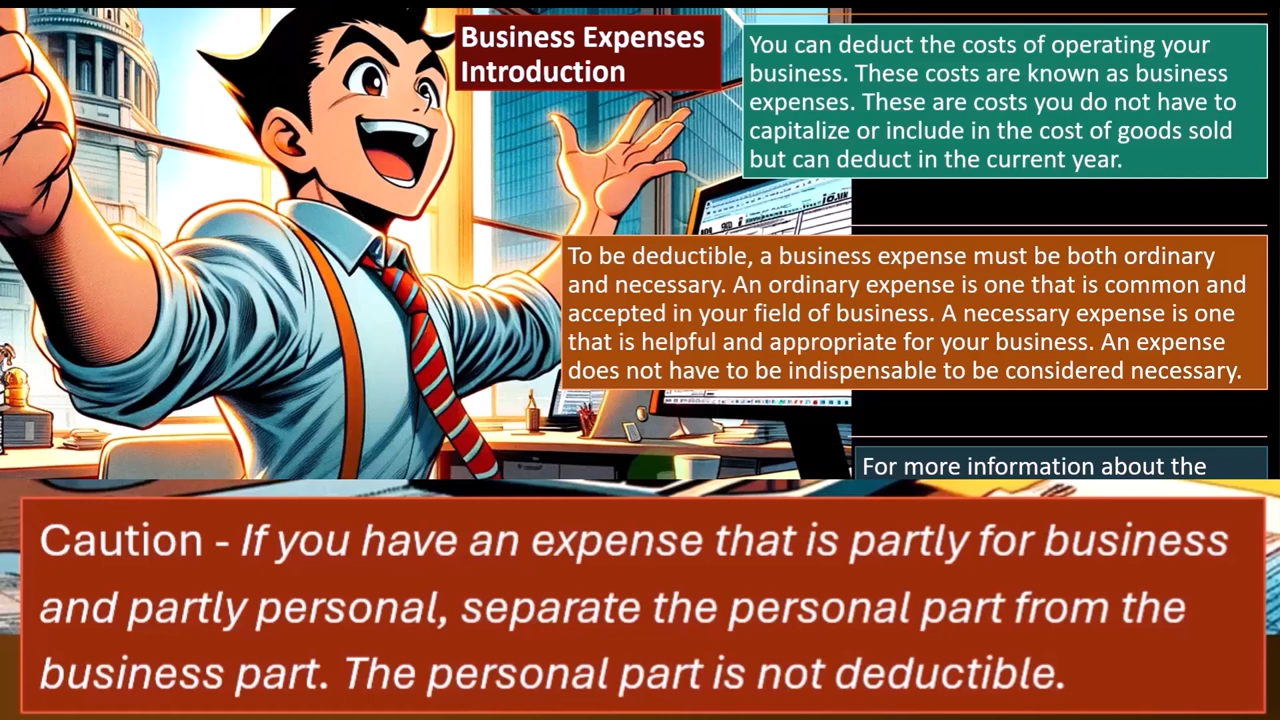 Business Expenses
Introduction
You can deduct the costs of operating your
business. These costs are known as business
expenses. These are costs you do not have to
capitalize or include in the cost of goods sold
but can deduct in the current year.
To be deductible, a business expense must be both ordinary
and necessary. An ordinary expense is one that is common and
accepted in your field of business. A necessary expense is one
that is helpful and appropriate for your business. An expense
does not have to be indispensable to be considered necessary.
For more information about the
Caution - If you have an expense that is partly for business
and partly personal, separate the personal part from the
business part. The personal part is not deductible.